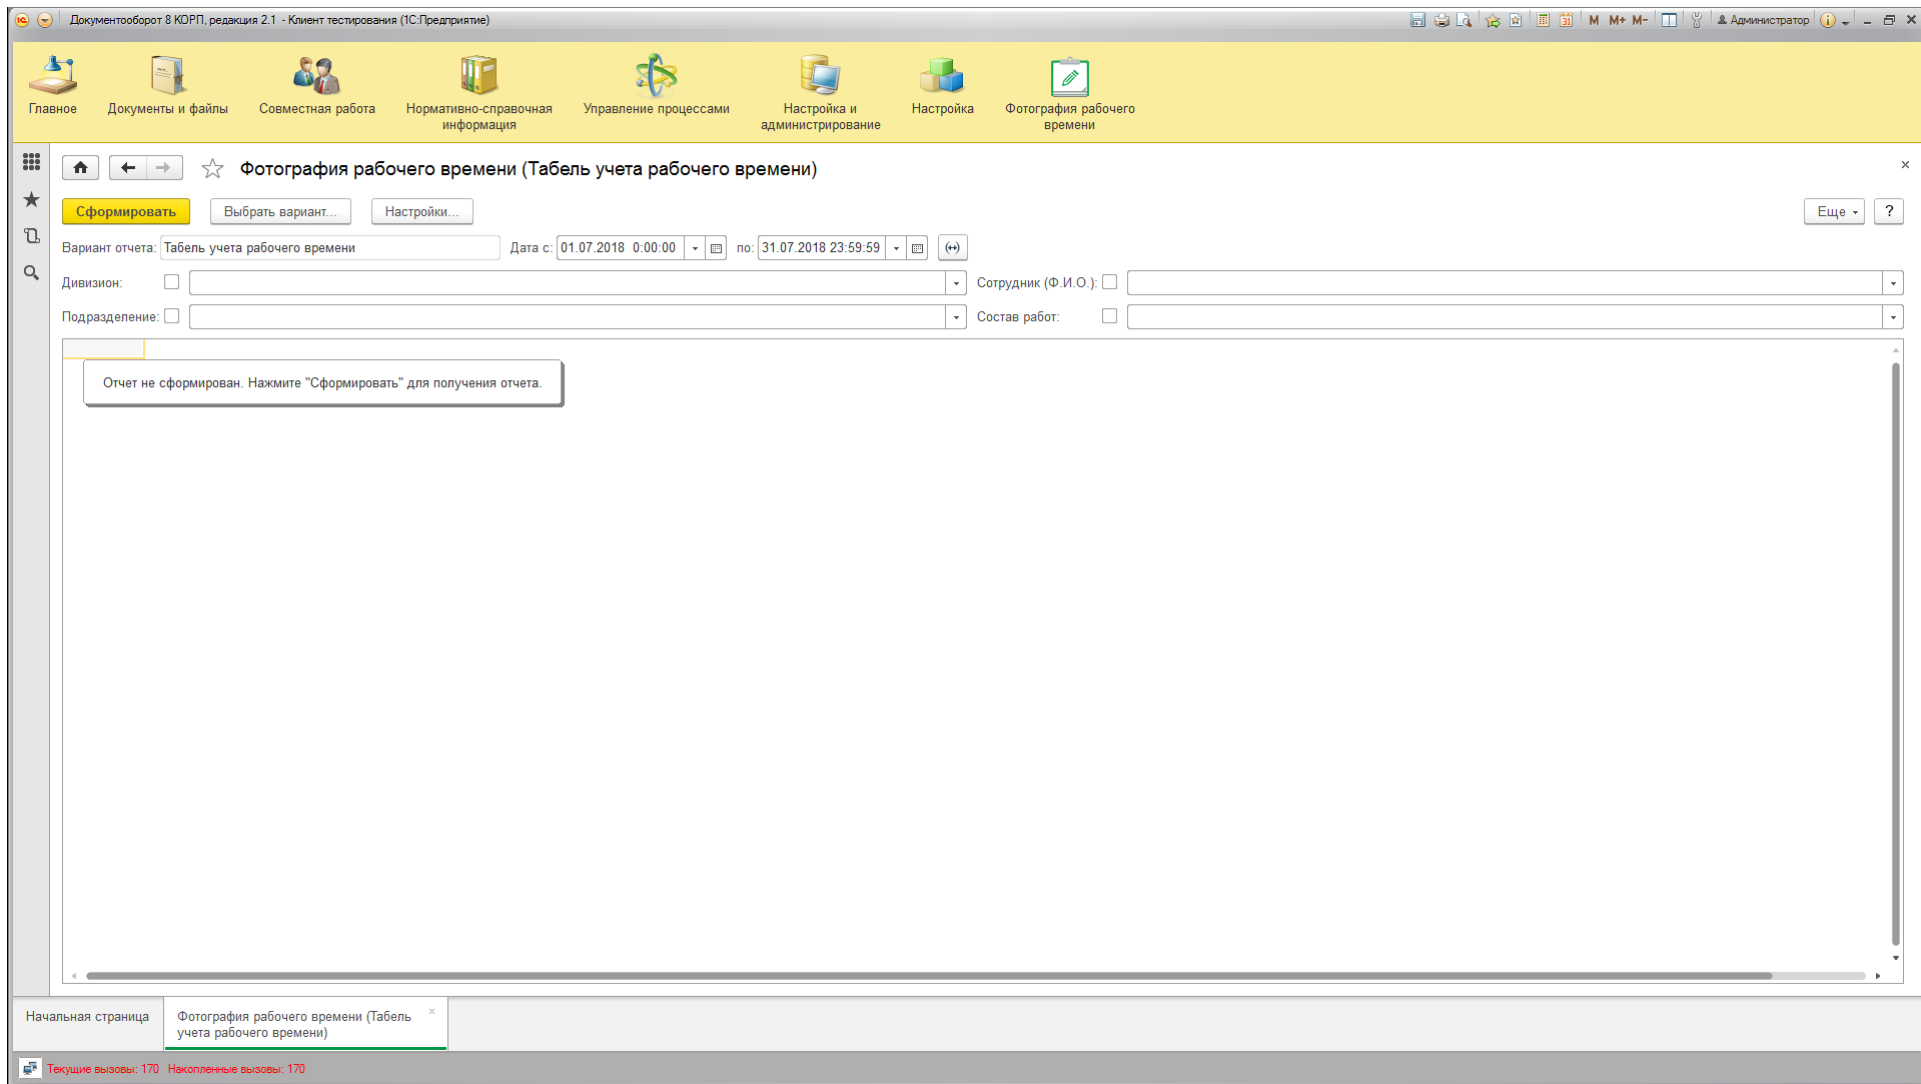 Документооборот 8 КОРП, редакция 2.1 - Клиент тестирования (1С:Предприятие)
31 M M+ M- Администратор
Главное
Документы и файлы
Совместная работа
Нормативно-справочная
информация
Управление процессами
Настройка и
администрирование
Настройка
Фотография рабочего
времени
Фотография рабочего времени (Табель учета рабочего времени)
Сформировать Выбрать вариант... Настройки... Еще ?
Вариант отчета: Табель учета рабочего времени Дата с: 01.07.2018 0:00:00 по: 31.07.2018 23:59:59
Дивизион: Сотрудник (Ф.И.О.):
Подразделение: Состав работ:
Отчет не сформирован. Нажмите "Сформировать" для получения отчета.
Начальная страница
Фотография рабочего времени (Табель
учета рабочего времени)
Текущие вызовы: 170 Накопленные вызовы: 170